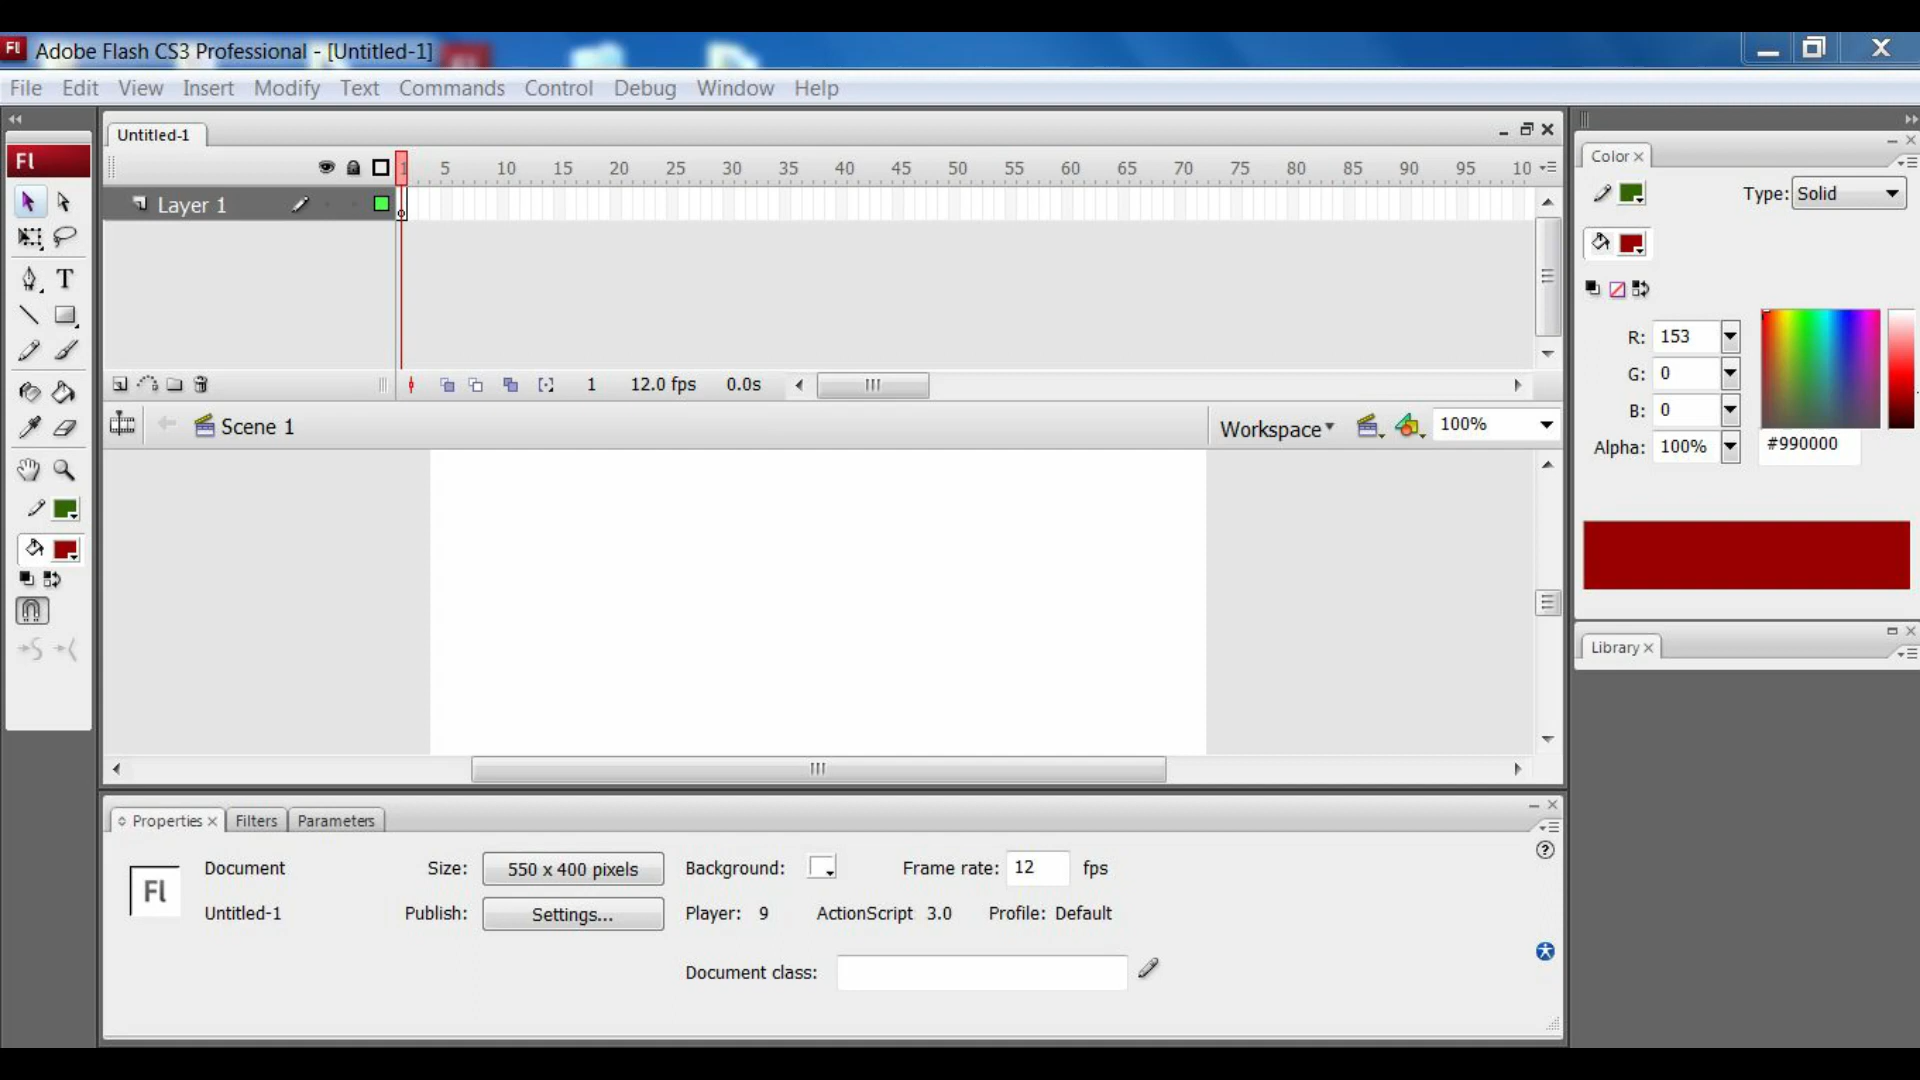 Fl Adobe Flash CS3 Professional - [Untitled-1]
File Edit View Insert Modify Text Commands Control Debug Window Help
Untitled-1
Fl
1 5 10 15 20 25 30 35 40 45 50 55 60 65 70 75 80 85 90 95 10
Layer 1
1 12.0 fps 0.0s
Scene 1
Workspace 100%
Color
Type: Solid
R: 153
G: 0
B: 0
Alpha: 100% #990000
Library
Properties Filters Parameters
Fl
Document Size: 550 x 400 pixels Background: Frame rate: 12 fps
Untitled-1 Publish: Settings... Player: 9 ActionScript 3.0 Profile: Default
Document class: